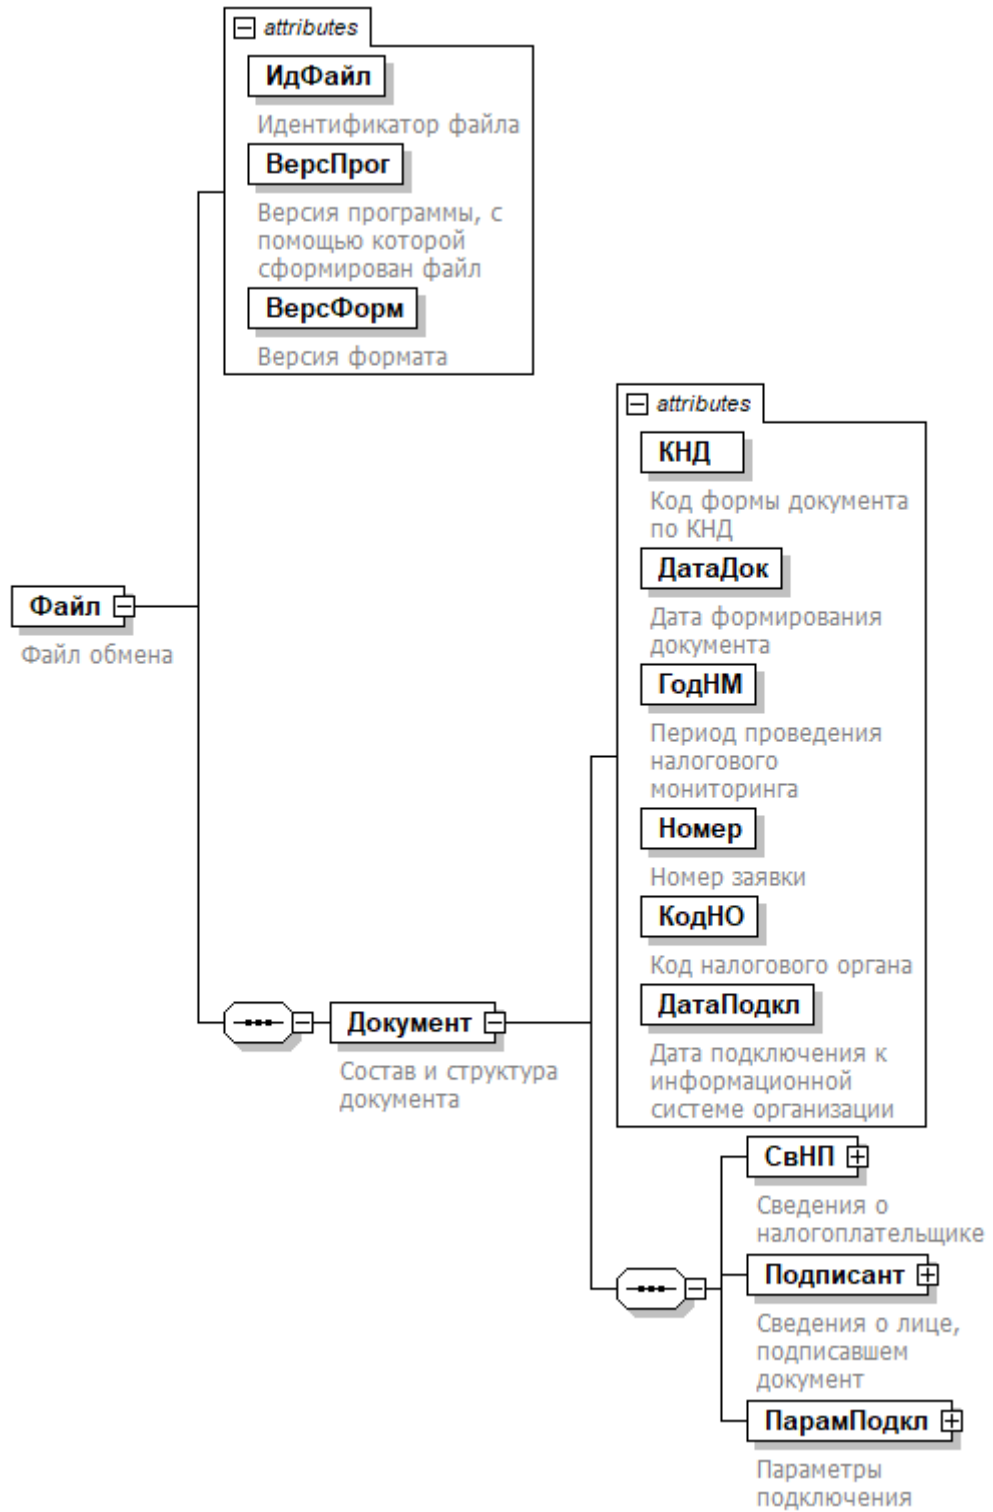 attributes
ИдФайл
Идентификатор файла
ВерсПрог
Версия программы, с
помощью которой
сформирован файл
ВерсФорм
Версия формата
attributes
КНД
Код формы документа
по КНД
ДатаДок
Дата формирования
документа
ГодНМ
Период проведения
налогового
мониторинга
Номер
Номер заявки
КодНО
Код налогового органа
ДатаПодкл
Дата подключения к
информационной
системе организации
Файл
Файл обмена
Документ
Состав и структура
документа
СвНП
Сведения о
налогоплательщике
Подписант
Сведения о лице,
подписавшем
документ
ПарамПодкл
Параметры
подключения